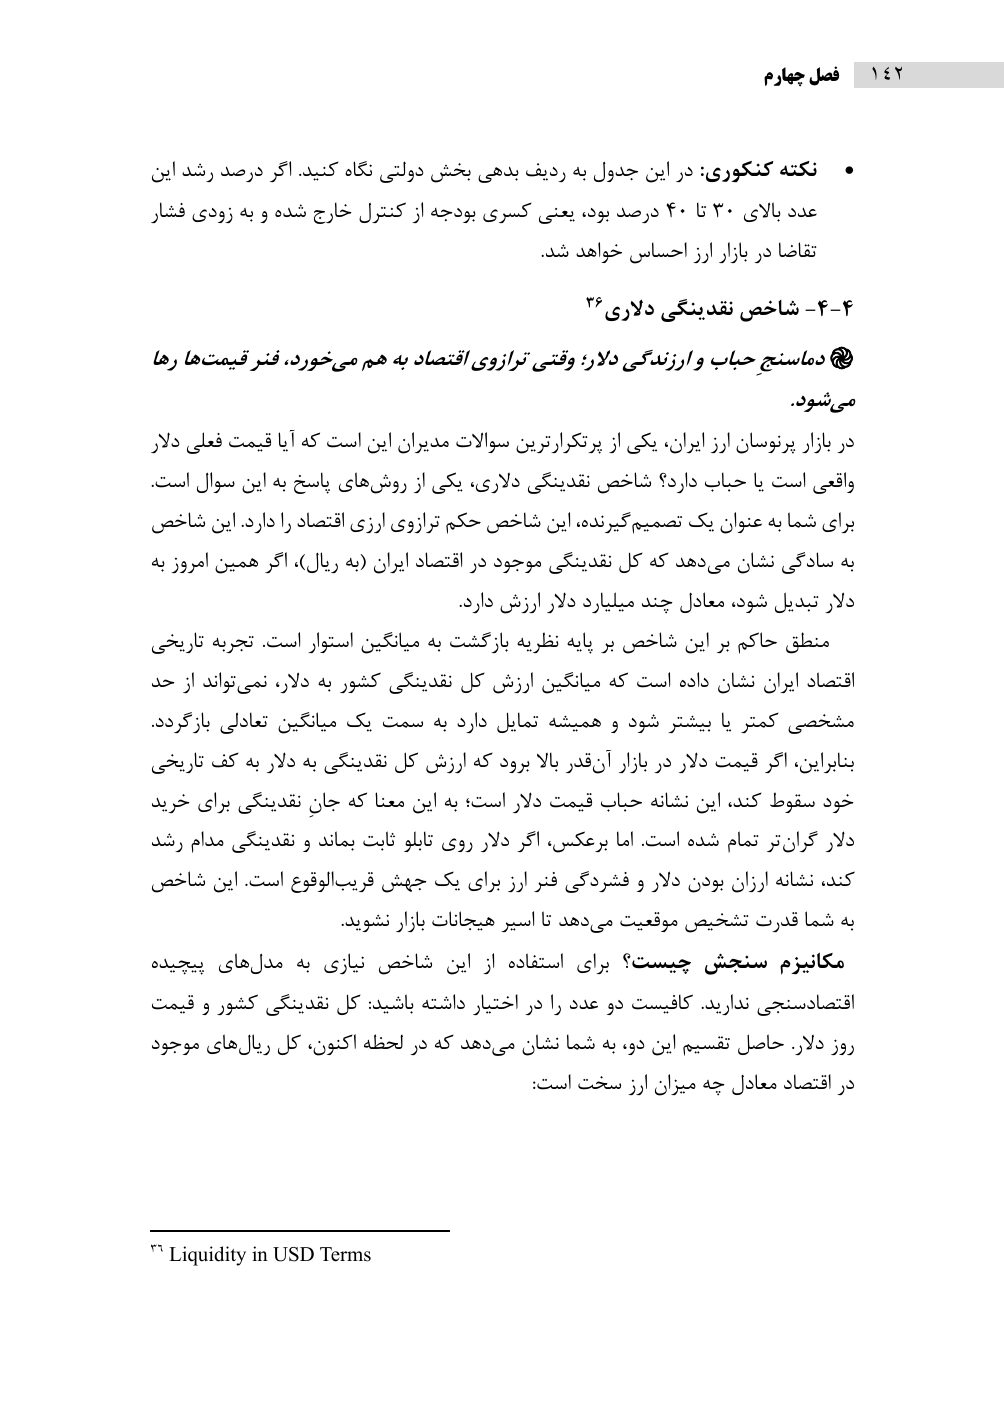 ۱٤۲ فصل چهارم
• نکته کنکوری: در این جدول به ردیف بدهی بخش دولتی نگاه کنید. اگر درصد رشد این
عدد بالای ۳۰ تا ۴۰ درصد بود، یعنی کسری بودجه از کنترل خارج شده و به زودی فشار
تقاضا در بازار ارز احساس خواهد شد.
۴-۴- شاخص نقدینگی دلاری۳۶
دماسنجِ حباب و ارزندگی دلار؛ وقتی ترازوی اقتصاد به هم می‌خورد، فنر قیمت‌ها رها
می‌شود.
در بازار پرنوسان ارز ایران، یکی از پرتکرارترین سوالات مدیران این است که آیا قیمت فعلی دلار
واقعی است یا حباب دارد؟ شاخص نقدینگی دلاری، یکی از روش‌های پاسخ به این سوال است.
برای شما به عنوان یک تصمیم‌گیرنده، این شاخص حکم ترازوی ارزی اقتصاد را دارد. این شاخص
به سادگی نشان می‌دهد که کل نقدینگی موجود در اقتصاد ایران (به ریال)، اگر همین امروز به
دلار تبدیل شود، معادل چند میلیارد دلار ارزش دارد.
منطق حاکم بر این شاخص بر پایه نظریه بازگشت به میانگین استوار است. تجربه تاریخی
اقتصاد ایران نشان داده است که میانگین ارزش کل نقدینگی کشور به دلار، نمی‌تواند از حد
مشخصی کمتر یا بیشتر شود و همیشه تمایل دارد به سمت یک میانگین تعادلی بازگردد.
بنابراین، اگر قیمت دلار در بازار آن‌قدر بالا برود که ارزش کل نقدینگی به دلار به کف تاریخی
خود سقوط کند، این نشانه حباب قیمت دلار است؛ به این معنا که جانِ نقدینگی برای خرید
دلار گران‌تر تمام شده است. اما برعکس، اگر دلار روی تابلو ثابت بماند و نقدینگی مدام رشد
کند، نشانه ارزان بودن دلار و فشردگی فنر ارز برای یک جهش قریب‌الوقوع است. این شاخص
به شما قدرت تشخیص موقعیت می‌دهد تا اسیر هیجانات بازار نشوید.
مکانیزم سنجش چیست؟ برای استفاده از این شاخص نیازی به مدل‌های پیچیده
اقتصادسنجی ندارید. کافیست دو عدد را در اختیار داشته باشید: کل نقدینگی کشور و قیمت
روز دلار. حاصل تقسیم این دو، به شما نشان می‌دهد که در لحظه اکنون، کل ریال‌های موجود
در اقتصاد معادل چه میزان ارز سخت است:
۳٦ Liquidity in USD Terms